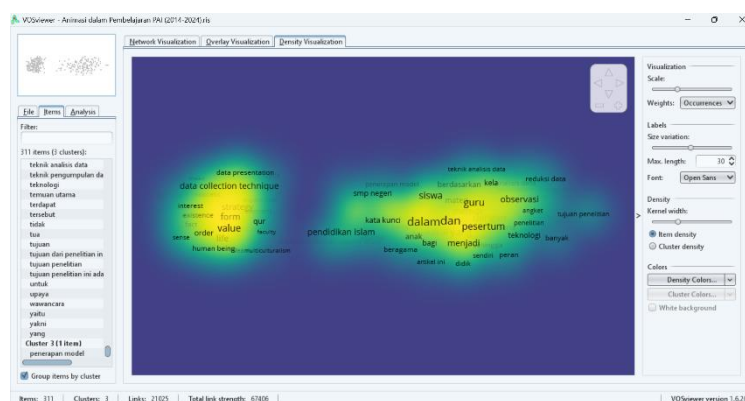 VOSviewer - Animasi dalam Pembelajaran PAI (2014-2024).ris
Network Visualization Overlay Visualization Density Visualization
File Items Analysis
Filter:
311 items (3 clusters):
teknik analisis data
teknik pengumpulan da
teknologi
temuan utama
terdapat
tersebut
tidak
tua
tujuan
tujuan dari penelitian in
tujuan penelitian
tujuan penelitian ini ada
untuk
upaya
wawancara
yaitu
yakni
yang
Cluster 3 (1 item)
penerapan model
Group items by cluster
data presentation
data collection technique
interest
strategy
existence
form
qur
value
order
sense
life
faculty
human being
multiculturation
teknik analisis data
penerapan model
berdasarkan
kela
reduksi data
smp negeri
siswa
guru
observasi
angket
kata kunci
dalam
dan
pesertum
penelitian
tujuan penelitian
pendidikan islam
anak
bagi
menjadi
teknologi
banyak
beragama
sendiri
peran
artikel ini
didik
Visualization
Scale:
Weights: Occurrences
Labels
Size variation:
Max. length: 30
Font: Open Sans
Density
Kernel width:
Item density
Cluster density
Colors
Density Colors...
Cluster Colors...
White background
Items: 311 Clusters: 3 Links: 21025 Total link strength: 67406
VOSviewer version 1.6.20